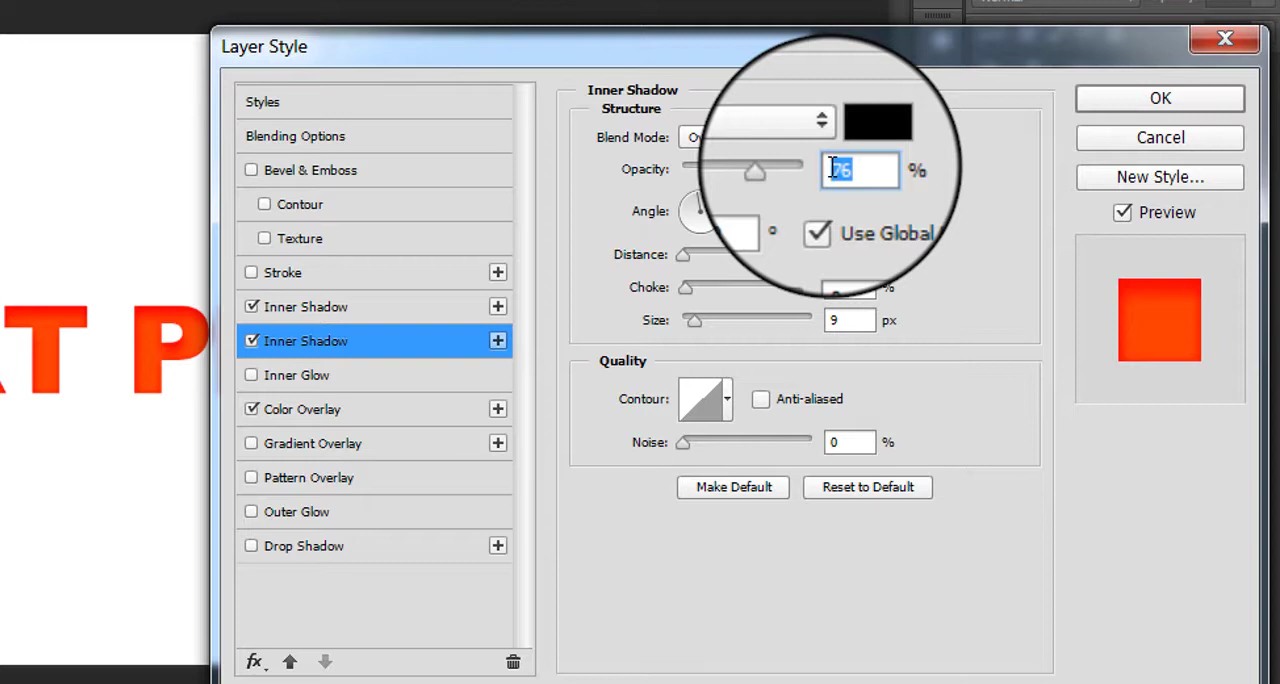 Layer Style
Styles
Blending Options
Bevel & Emboss
Contour
Texture
Stroke
Inner Shadow
Inner Shadow
Inner Glow
Color Overlay
Gradient Overlay
Pattern Overlay
Outer Glow
Drop Shadow
fx
T P
Inner Shadow
Structure
Blend Mode:
Opacity: 76 %
Angle: ° Use Global
Distance:
Choke: %
Size: 9 px
Quality
Contour: Anti-aliased
Noise: 0 %
Make Default Reset to Default
OK
Cancel
New Style...
Preview